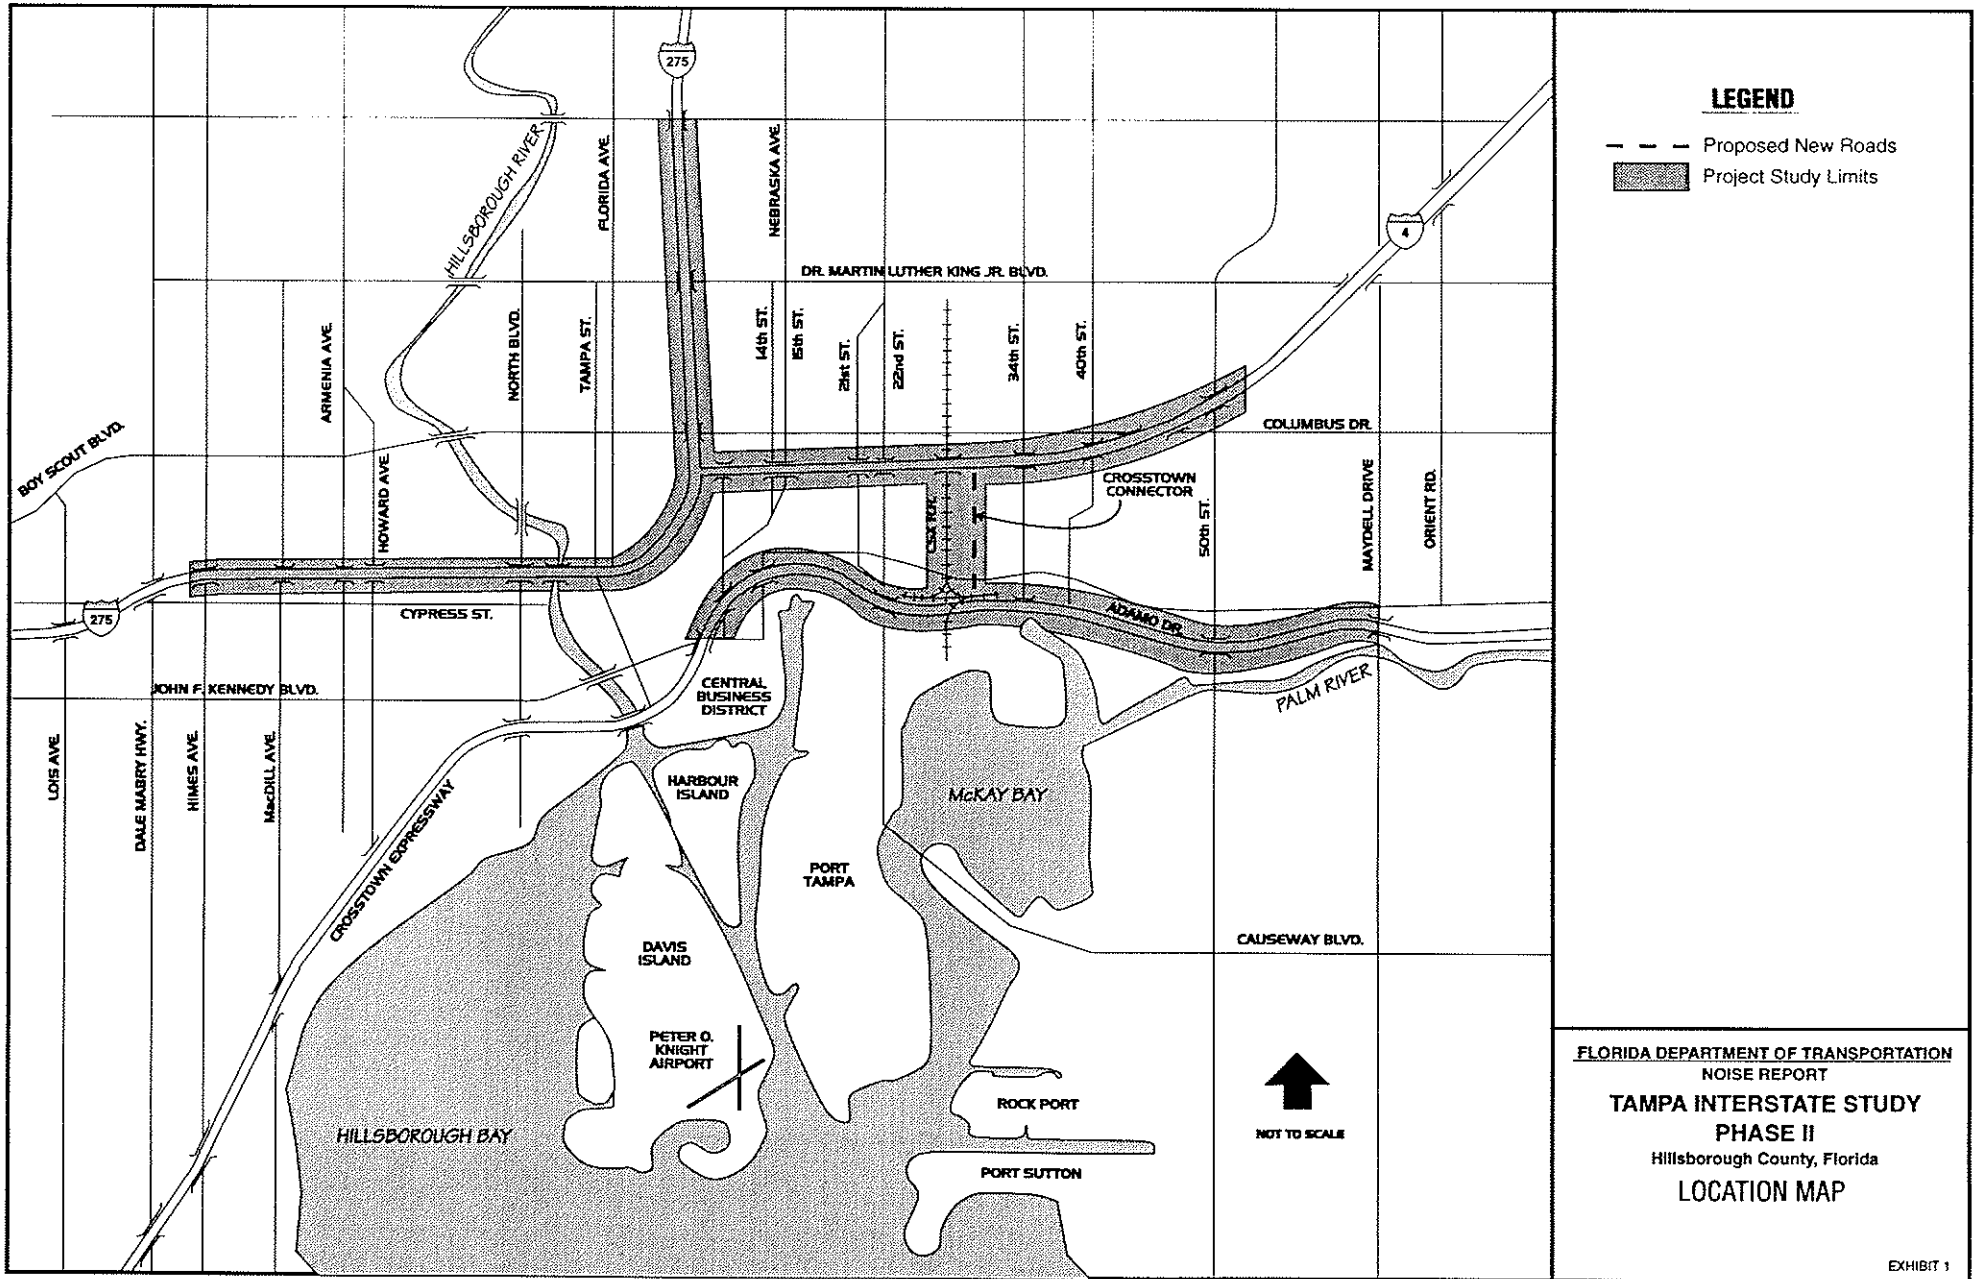 275
HILLSBOROUGH RIVER
FLORIDA AVE.
NEBRASKA AVE.
LEGEND
Proposed New Roads
Project Study Limits
4
DR. MARTIN LUTHER KING JR. BLVD.
ARMENIA AVE.
NORTH BLVD.
TAMPA ST.
14th ST.
15th ST.
21st ST.
22nd ST.
34th ST.
40th ST.
BOY SCOUT BLVD.
COLUMBUS DR.
HOWARD AVE.
CSX R.R.
CROSSTOWN
CONNECTOR
50th ST.
MAYDELL DRIVE
ORIENT RD.
275
CYPRESS ST.
ADAMO DR.
JOHN F. KENNEDY BLVD.
CENTRAL
BUSINESS
DISTRICT
PALM RIVER
LOIS AVE.
DALE MABRY HWY.
HIMES AVE.
MacDILL AVE.
CROSSTOWN EXPRESSWAY
HARBOUR
ISLAND
McKAY BAY
PORT
TAMPA
DAVIS
ISLAND
CAUSEWAY BLVD.
PETER O.
KNIGHT
AIRPORT
HILLSBOROUGH BAY
ROCK PORT
PORT SUTTON
NOT TO SCALE
FLORIDA DEPARTMENT OF TRANSPORTATION
NOISE REPORT
TAMPA INTERSTATE STUDY
PHASE II
Hillsborough County, Florida
LOCATION MAP
EXHIBIT 1